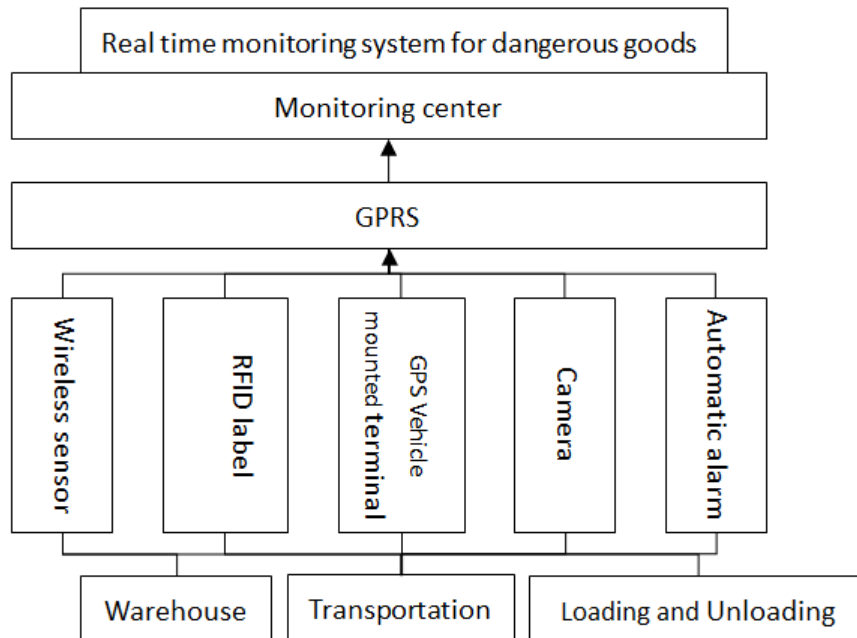 Real time monitoring system for dangerous goods
Monitoring center
GPRS
Wireless sensor
RFID label
GPS Vehicle
mounted terminal
Camera
Automatic alarm
Warehouse
Transportation
Loading and Unloading